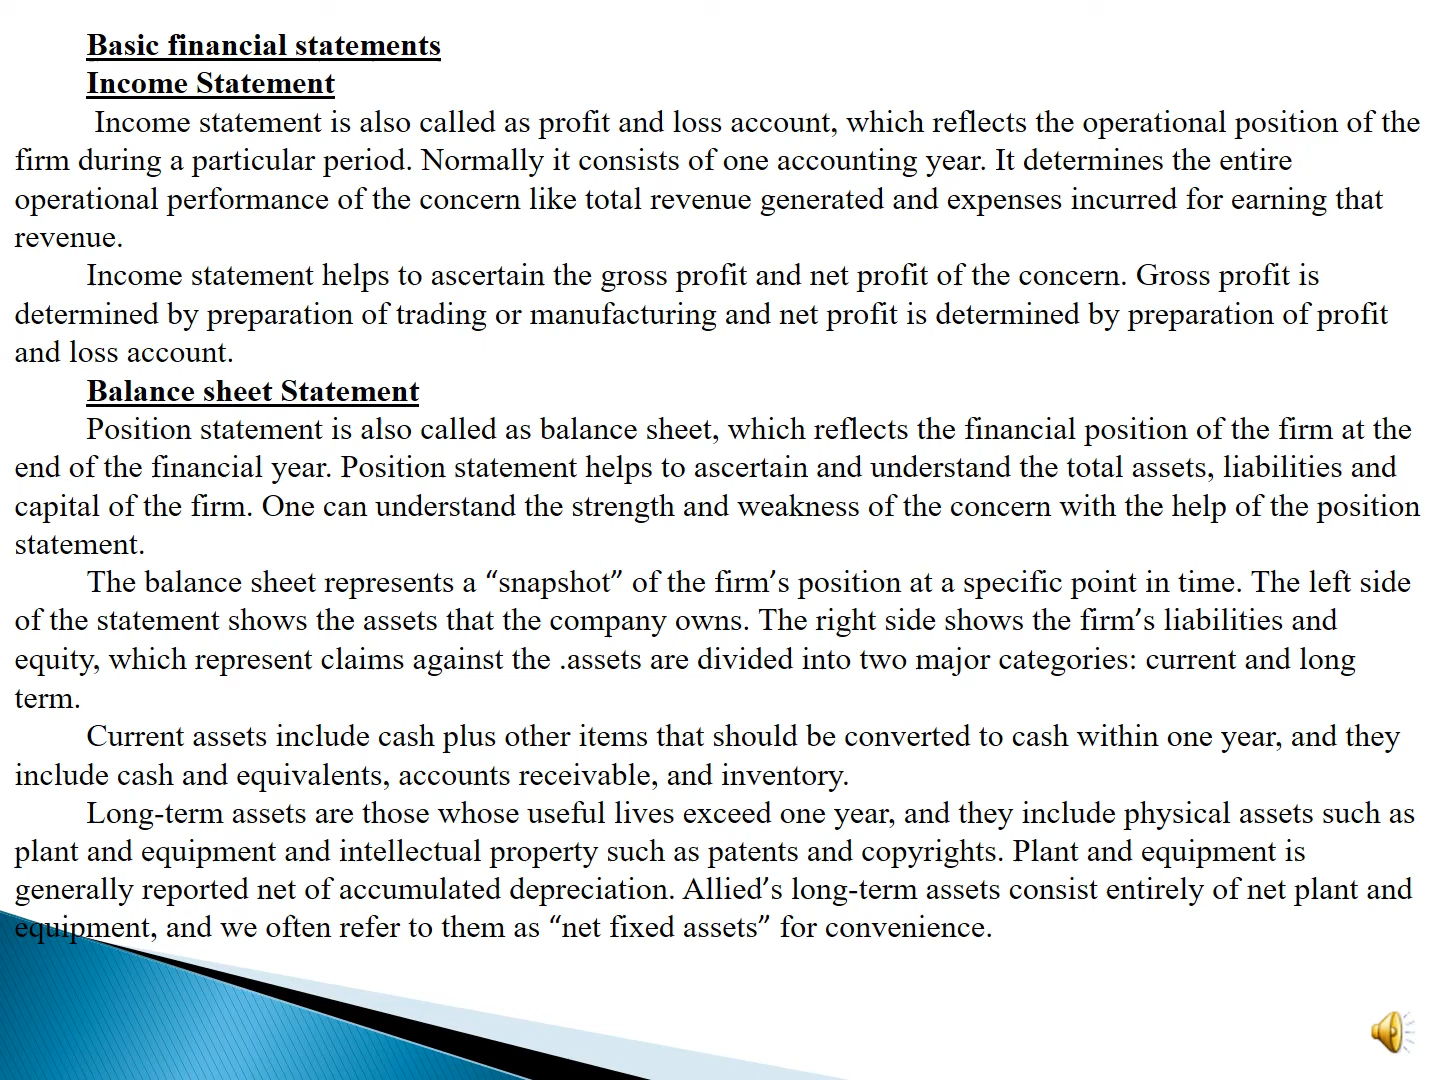 Basic financial statements
Income Statement
Income statement is also called as profit and loss account, which reflects the operational position of the
firm during a particular period. Normally it consists of one accounting year. It determines the entire
operational performance of the concern like total revenue generated and expenses incurred for earning that
revenue.
Income statement helps to ascertain the gross profit and net profit of the concern. Gross profit is
determined by preparation of trading or manufacturing and net profit is determined by preparation of profit
and loss account.
Balance sheet Statement
Position statement is also called as balance sheet, which reflects the financial position of the firm at the
end of the financial year. Position statement helps to ascertain and understand the total assets, liabilities and
capital of the firm. One can understand the strength and weakness of the concern with the help of the position
statement.
The balance sheet represents a “snapshot” of the firm’s position at a specific point in time. The left side
of the statement shows the assets that the company owns. The right side shows the firm’s liabilities and
equity, which represent claims against the .assets are divided into two major categories: current and long
term.
Current assets include cash plus other items that should be converted to cash within one year, and they
include cash and equivalents, accounts receivable, and inventory.
Long-term assets are those whose useful lives exceed one year, and they include physical assets such as
plant and equipment and intellectual property such as patents and copyrights. Plant and equipment is
generally reported net of accumulated depreciation. Allied’s long-term assets consist entirely of net plant and
equipment, and we often refer to them as “net fixed assets” for convenience.